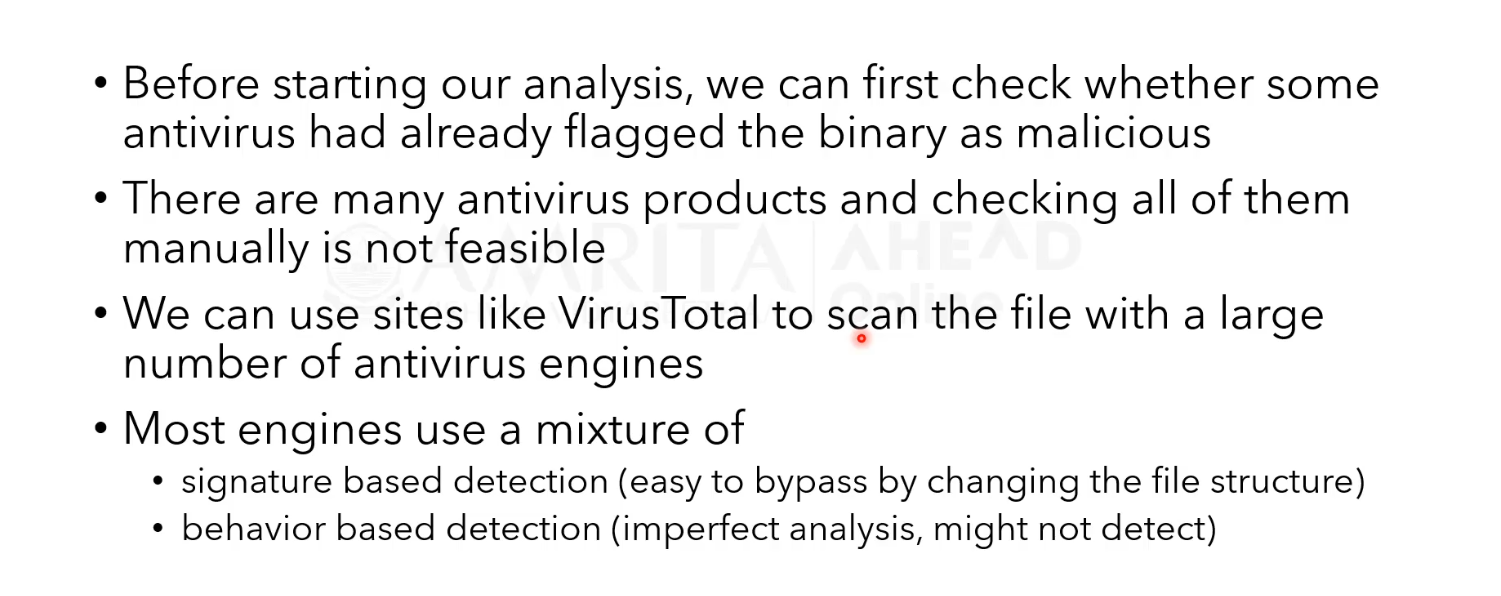 • Before starting our analysis, we can first check whether some
antivirus had already flagged the binary as malicious
• There are many antivirus products and checking all of them
manually is not feasible
• We can use sites like VirusTotal to scan the file with a large
number of antivirus engines
• Most engines use a mixture of
• signature based detection (easy to bypass by changing the file structure)
• behavior based detection (imperfect analysis, might not detect)
AMRITA
AHEAD
Online